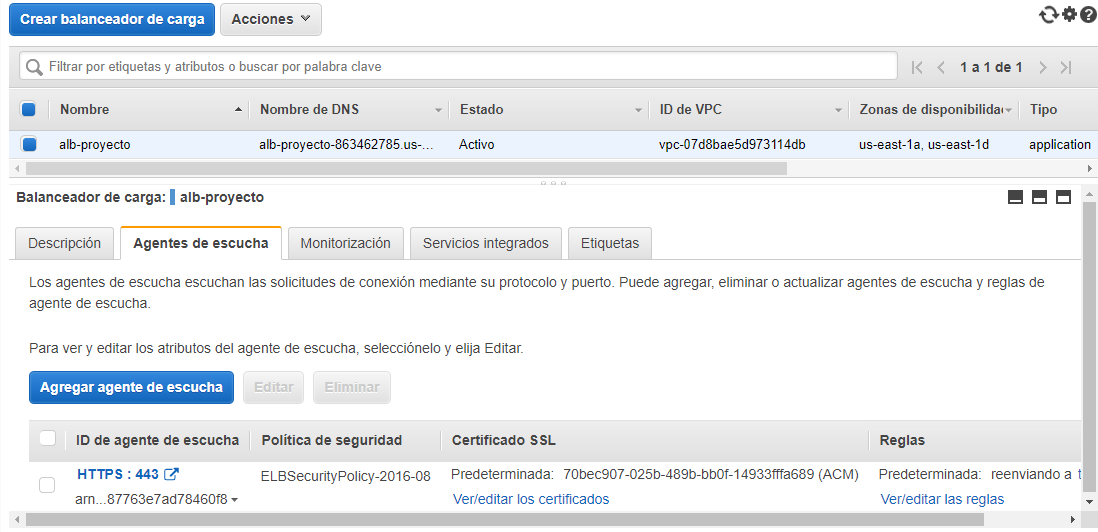 Crear balanceador de carga Acciones
Filtrar por etiquetas y atributos o buscar por palabra clave 1 a 1 de 1
Nombre Nombre de DNS Estado ID de VPC Zonas de disponibilida Tipo
alb-proyecto alb-proyecto-863462785.us-... Activo vpc-07d8bae5d973114db us-east-1a, us-east-1d application
Balanceador de carga: alb-proyecto
Descripción Agentes de escucha Monitorización Servicios integrados Etiquetas
Los agentes de escucha escuchan las solicitudes de conexión mediante su protocolo y puerto. Puede agregar, eliminar o actualizar agentes de escucha y reglas de
agente de escucha.
Para ver y editar los atributos del agente de escucha, selecciónelo y elija Editar.
Agregar agente de escucha Editar Eliminar
ID de agente de escucha Política de seguridad Certificado SSL Reglas
HTTPS : 443 ELBSecurityPolicy-2016-08 Predeterminada: 70bec907-025b-489b-bb0f-14933fffa689 (ACM) Predeterminada: reenviando a
arn...87763e7ad78460f8 Ver/editar los certificados Ver/editar las reglas